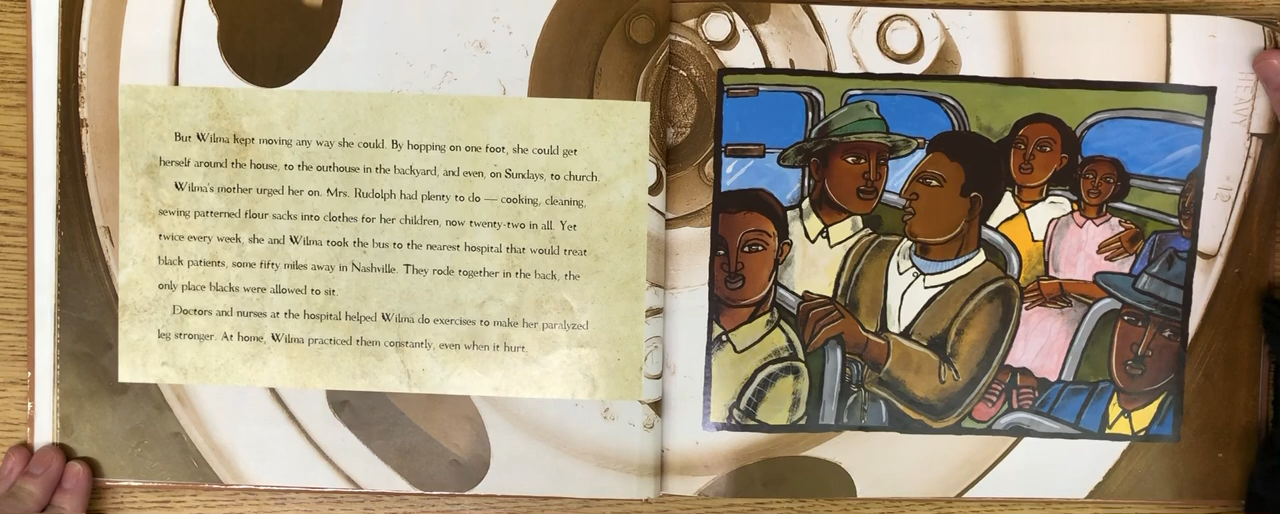 But Wilma kept moving any way she could. By hopping on one foot, she could get
herself around the house, to the outhouse in the backyard, and even, on Sundays, to church.
Wilma's mother urged her on. Mrs. Rudolph had plenty to do — cooking, cleaning,
sewing patterned flour sacks into clothes for her children, now twenty-two in all. Yet
twice every week, she and Wilma took the bus to the nearest hospital that would treat
black patients, some fifty miles away in Nashville. They rode together in the back, the
only place blacks were allowed to sit.
Doctors and nurses at the hospital helped Wilma do exercises to make her paralyzed
leg stronger. At home, Wilma practiced them constantly, even when it hurt.
HEAVY